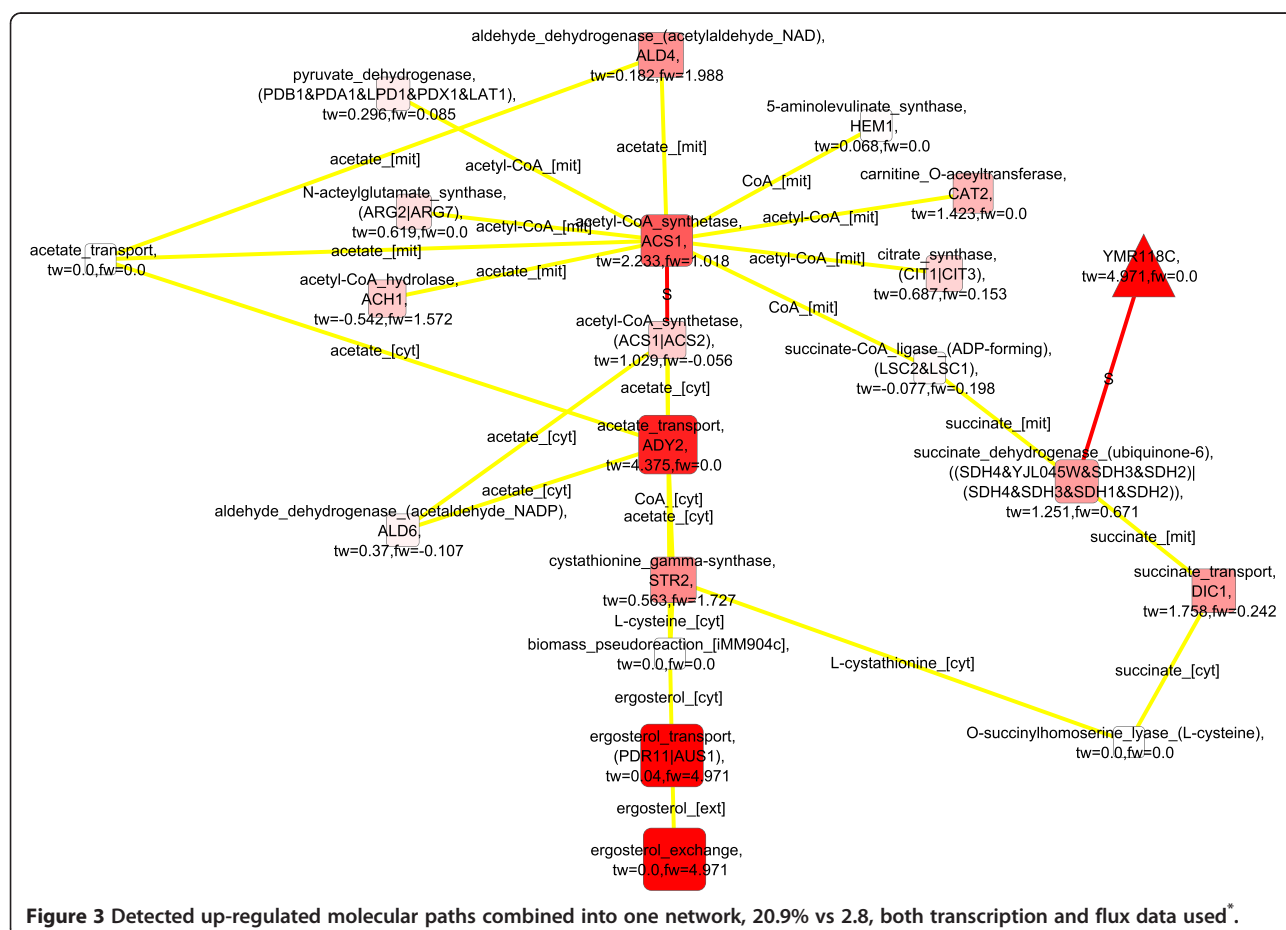 aldehyde_dehydrogenase_(acetylaldehyde_NAD),
ALD4,
tw=0.182,fw=1.988
pyruvate_dehydrogenase,
(PDB1&PDA1&LPD1&PDX1&LAT1),
tw=0.296,fw=0.085
5-aminolevulinate_synthase,
HEM1,
tw=0.068,fw=0.0
acetate_[mit]
acetate_[mit]
acetyl-CoA_[mit]
CoA_[mit]
carnitine_O-aceyltransferase,
CAT2,
tw=1.423,fw=0.0
N-acteylglutamate_synthase,
(ARG2|ARG7),
tw=0.619,fw=0.0
acetyl-CoA_[mit]
acetyl-CoA_synthetase,
ACS1,
tw=2.233,fw=1.018
acetyl-CoA_[mit]
acetate_transport,
tw=0.0,fw=0.0
acetate_[mit]
acetyl-CoA_[mit]
citrate_synthase,
(CIT1|CIT3),
tw=0.687,fw=0.153
YMR118C,
tw=4.971,fw=0.0
acetate_[mit]
acetyl-CoA_hydrolase,
ACH1,
tw=-0.542,fw=1.572
S
CoA_[mit]
acetyl-CoA_synthetase,
(ACS1|ACS2),
tw=1.029,fw=-0.056
acetate_[cyt]
succinate-CoA_ligase_(ADP-forming),
(LSC2&LSC1),
tw=-0.077,fw=0.198
S
acetate_[cyt]
acetate_[cyt]
acetate_transport,
ADY2,
tw=4.375,fw=0.0
succinate_[mit]
succinate_dehydrogenase_(ubiquinone-6),
((SDH4&YJL045W&SDH3&SDH2)|
(SDH4&SDH3&SDH1&SDH2)),
tw=1.251,fw=0.671
acetate_[cyt]
CoA_[cyt]
acetate_[cyt]
aldehyde_dehydrogenase_(acetaldehyde_NADP),
ALD6,
tw=0.37,fw=-0.107
succinate_[mit]
cystathionine_gamma-synthase,
STR2,
tw=0.563,fw=1.727
succinate_transport,
DIC1,
tw=1.758,fw=0.242
L-cysteine_[cyt]
biomass_pseudoreaction_[iMM904c],
tw=0.0,fw=0.0
L-cystathionine_[cyt]
succinate_[cyt]
ergosterol_[cyt]
ergosterol_transport,
(PDR11|AUS1),
tw=0.04,fw=4.971
O-succinylhomoserine_lyase_(L-cysteine),
tw=0.0,fw=0.0
ergosterol_[ext]
ergosterol_exchange,
tw=0.0,fw=4.971
Figure 3 Detected up-regulated molecular paths combined into one network, 20.9% vs 2.8, both transcription and flux data used*.